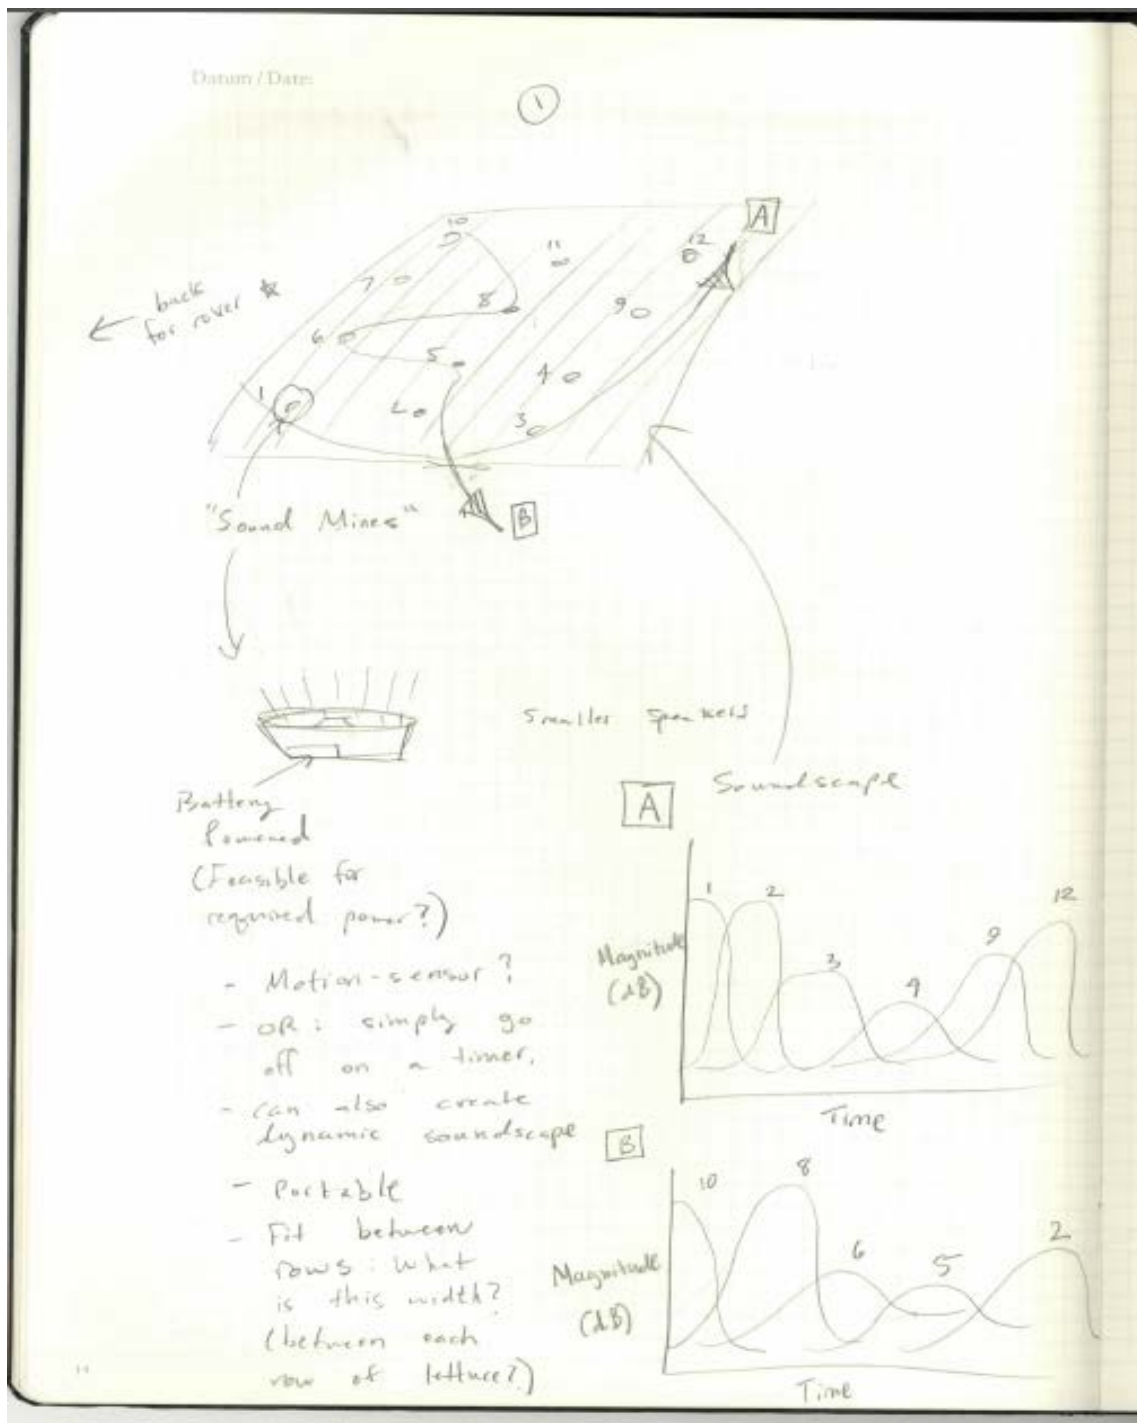 Datum / Date:
1
A
10
11
12
7
8
9
back
for rover
6
5
4
1
2
3
"Sound Mines"
B
Smaller speakers
Soundscape
Battery
Powered
(Feasible for
required power?)
- Motion-sensor?
- OR: simply go
off on a timer.
- Can also create
dynamic soundscape
- Portable
- Fit between
rows: What
is this width?
(between each
row of lettuce?)
A
1
2
3
4
9
12
Magnitude
(dB)
Time
B
10
8
6
5
2
Magnitude
(dB)
Time